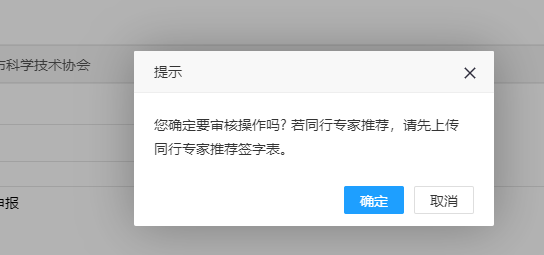 市科学技术协会
提示
您确定要审核操作吗? 若同行专家推荐，请先上传
同行专家推荐签字表。
确定
取消
申报